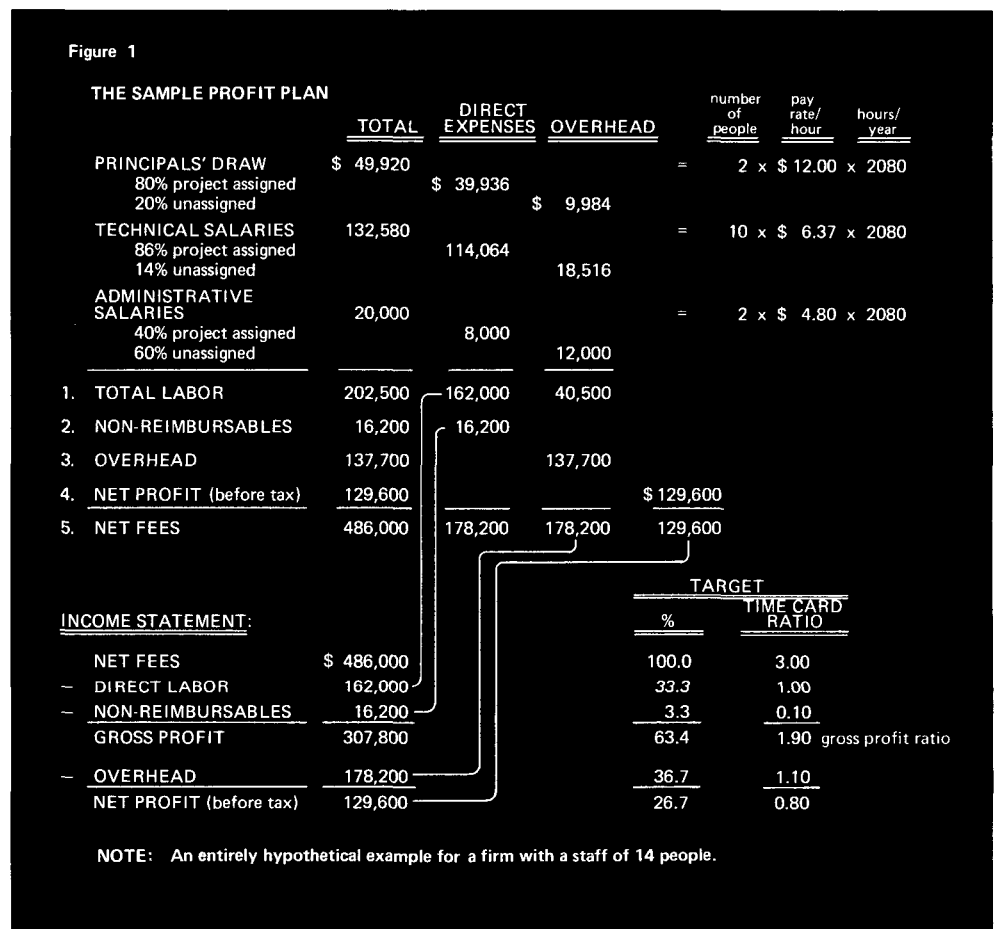 Figure 1
THE SAMPLE PROFIT PLAN
TOTAL DIRECT EXPENSES OVERHEAD number of people pay rate/ hour hours/ year
PRINCIPALS' DRAW $ 49,920 = 2 x $ 12.00 x 2080
80% project assigned $ 39,936
20% unassigned $ 9,984
TECHNICAL SALARIES 132,580 = 10 x $ 6.37 x 2080
86% project assigned 114,064
14% unassigned 18,516
ADMINISTRATIVE
SALARIES 20,000 = 2 x $ 4.80 x 2080
40% project assigned 8,000
60% unassigned 12,000
1. TOTAL LABOR 202,500 162,000 40,500
2. NON-REIMBURSABLES 16,200 16,200
3. OVERHEAD 137,700 137,700
4. NET PROFIT (before tax) 129,600 $ 129,600
5. NET FEES 486,000 178,200 178,200 129,600
TARGET
INCOME STATEMENT: % TIME CARD RATIO
NET FEES $ 486,000 100.0 3.00
– DIRECT LABOR 162,000 33.3 1.00
– NON-REIMBURSABLES 16,200 3.3 0.10
GROSS PROFIT 307,800 63.4 1.90 gross profit ratio
– OVERHEAD 178,200 36.7 1.10
NET PROFIT (before tax) 129,600 26.7 0.80
NOTE: An entirely hypothetical example for a firm with a staff of 14 people.